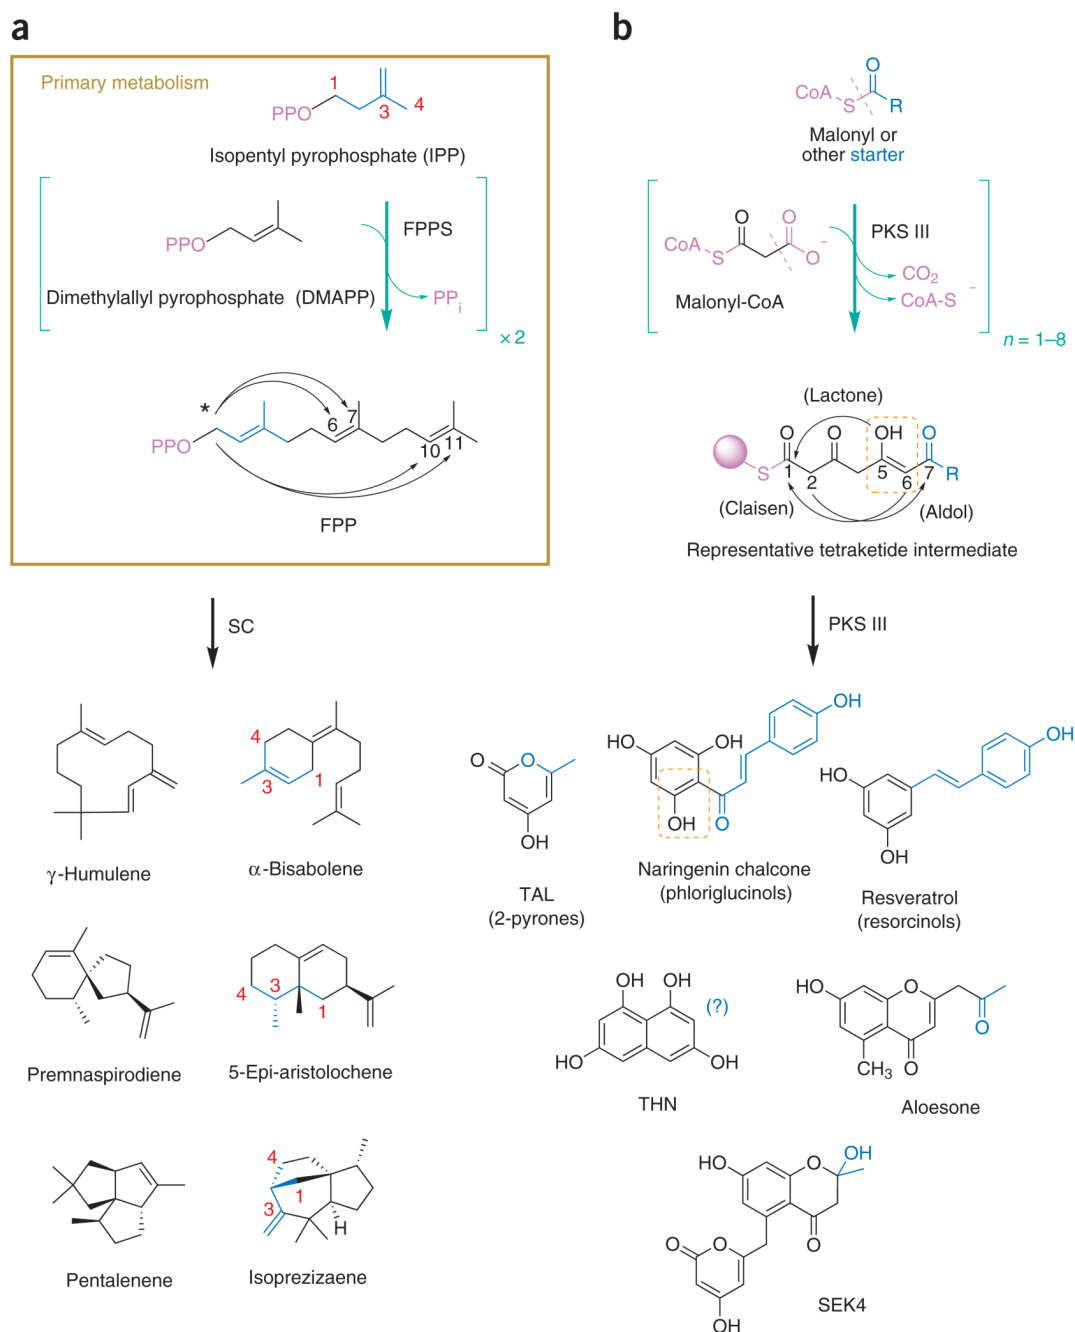 a
Primary metabolism
1
3
4
PPO
Isopentyl pyrophosphate (IPP)
PPO
FPPS
Dimethylallyl pyrophosphate (DMAPP)
PPi
× 2
*
6
7
10
11
PPO
FPP
SC
γ-Humulene
4
3
1
α-Bisabolene
Premnaspirodiene
4
3
1
5-Epi-aristolochene
Pentalenene
4
1
3
H
Isoprezizaene
b
O
CoA
S
R
Malonyl or
other starter
O
O
CoA
S
O
−
Malonyl-CoA
PKS III
CO2
CoA-S −
n = 1–8
(Lactone)
O
O
OH
O
S
1
2
5
6
7
R
(Claisen)
(Aldol)
Representative tetraketide intermediate
PKS III
O
O
OH
TAL
(2-pyrones)
OH
HO
OH
OH
O
Naringenin chalcone
(phloriglucinols)
OH
HO
OH
Resveratrol
(resorcinols)
OH
OH
(?)
HO
OH
THN
HO
O
O
CH3
O
Aloesone
HO
O
OH
O
O
O
OH
SEK4